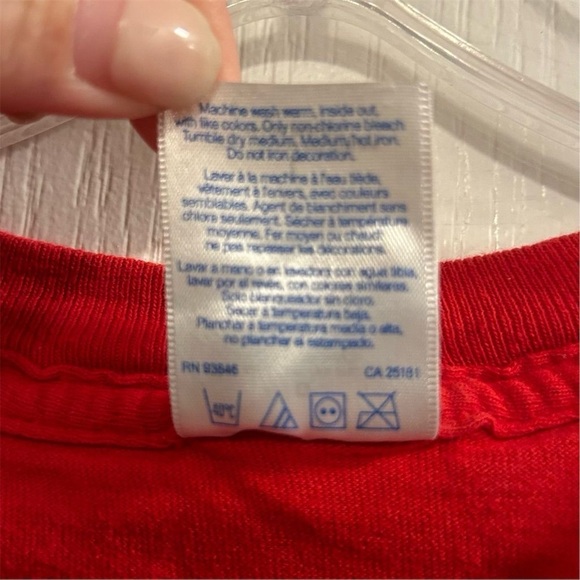 Machine wash warm, inside out,
with like colors. Only non-chlorine bleach.
Tumble dry medium. Medium/hot iron.
Do not iron decoration.
Laver à la machine à l'eau tiède,
vêtement à l'envers, avec couleurs
semblables. Agent de blanchiment sans
chlore seulement. Sécher à température
moyenne. Fer moyen ou chaud
ne pas repasser les décorations.
Lavar a mano o en lavadora con agua tibia,
lavar por el revés, con colores similares.
Solo blanqueador sin cloro.
Secar a temperatura baja.
Planchar a temperatura media o alta,
no planchar el estampado.
RN 93846 CA 25181
40°C